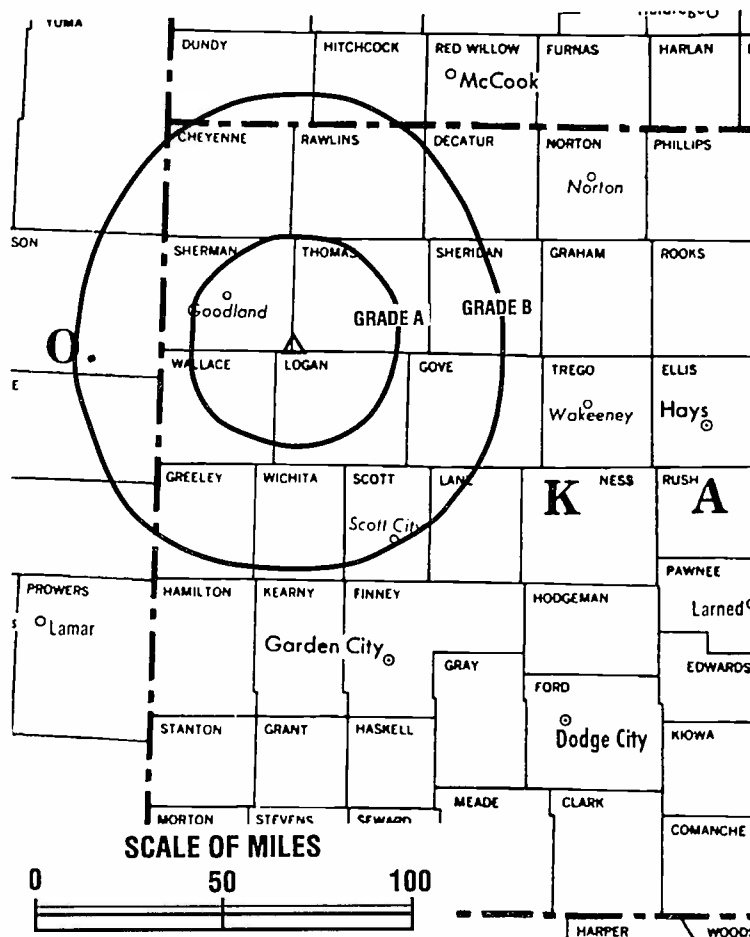 YUMA
DUNDY HITCHCOCK RED WILLOW FURNAS HARLAN
McCook
CHEYENNE RAWLINS DECATUR NORTON PHILLIPS
Norton
SON SHERMAN THOMAS SHERIDAN GRAHAM ROOKS
Goodland GRADE A GRADE B
O.
WALLACE LOGAN GOVE TREGO ELLIS
E
Wakeeney Hays
GREELEY WICHITA SCOTT LANE NESS RUSH
K A
Scott City
PAWNEE
PROWERS HAMILTON KEARNY FINNEY HODGEMAN
Larned
S Lamar
Garden City
GRAY EDWARDS
FORD
STANTON GRANT HASKELL Dodge City KIOWA
MEADE CLARK
MORTON STEVENS SEWARD
COMANCHE
SCALE OF MILES
0 50 100
HARPER WOODS